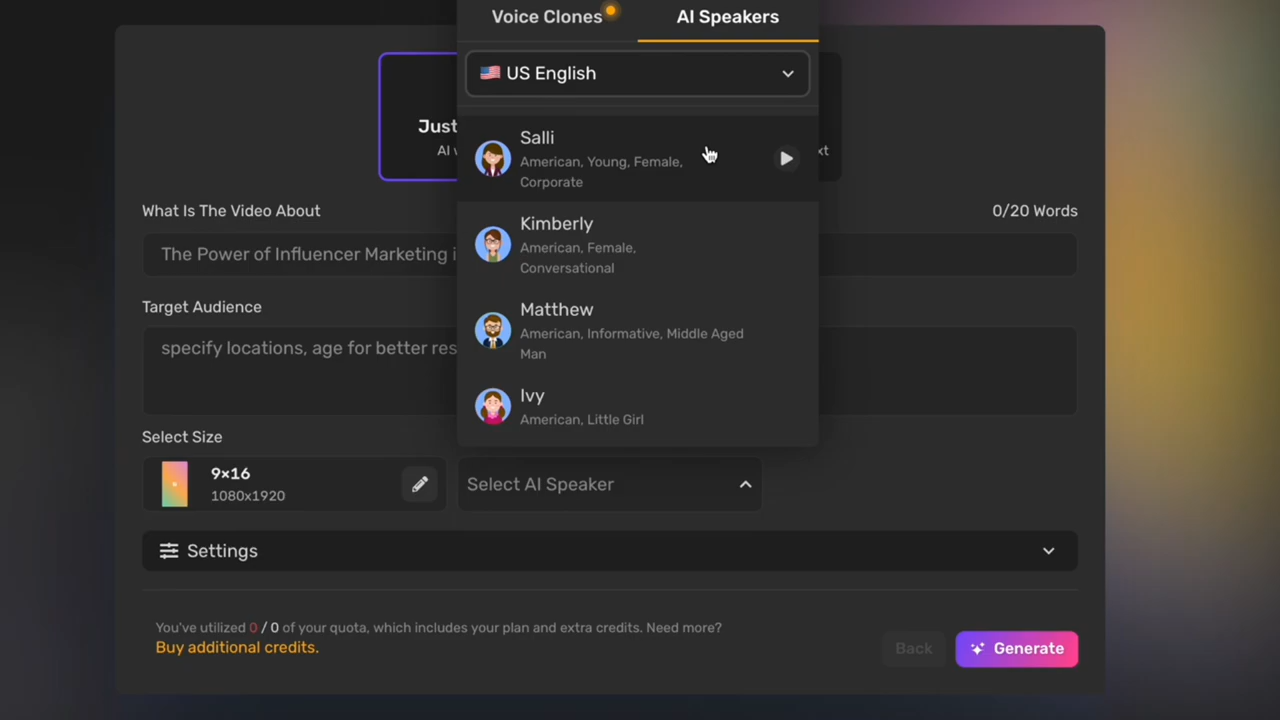 Voice Clones
AI Speakers
US English
Just
AI
xt
Salli
American, Young, Female,
Corporate
Kimberly
American, Female,
Conversational
Matthew
American, Informative, Middle Aged
Man
Ivy
American, Little Girl
What Is The Video About
0/20 Words
The Power of Influencer Marketing i
Target Audience
specify locations, age for better res
Select Size
9×16
1080x1920
Select AI Speaker
Settings
You've utilized 0 / 0 of your quota, which includes your plan and extra credits. Need more?
Buy additional credits.
Back
Generate